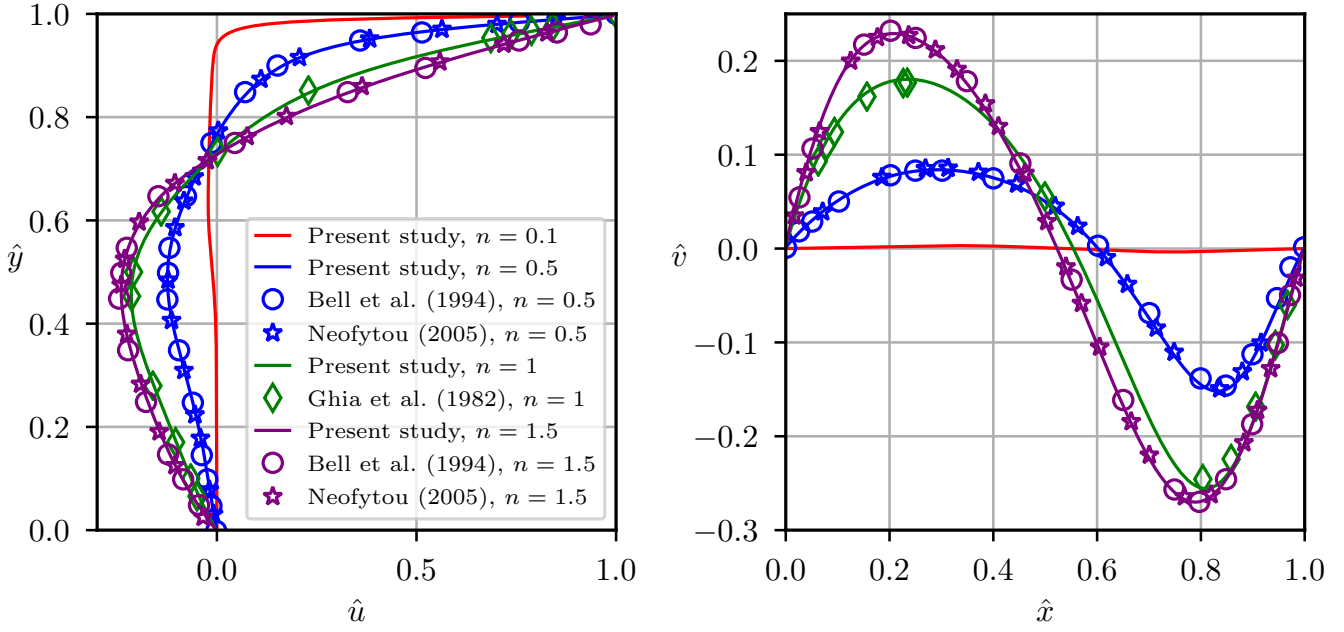 1.0
0.8
0.6
0.4
0.2
0.0
ŷ
0.0 0.5 1.0
û
Present study, n = 0.1
Present study, n = 0.5
Bell et al. (1994), n = 0.5
Neofytou (2005), n = 0.5
Present study, n = 1
Ghia et al. (1982), n = 1
Present study, n = 1.5
Bell et al. (1994), n = 1.5
Neofytou (2005), n = 1.5
0.2
0.1
0.0
−0.1
−0.2
−0.3
v̂
0.0 0.2 0.4 0.6 0.8 1.0
x̂